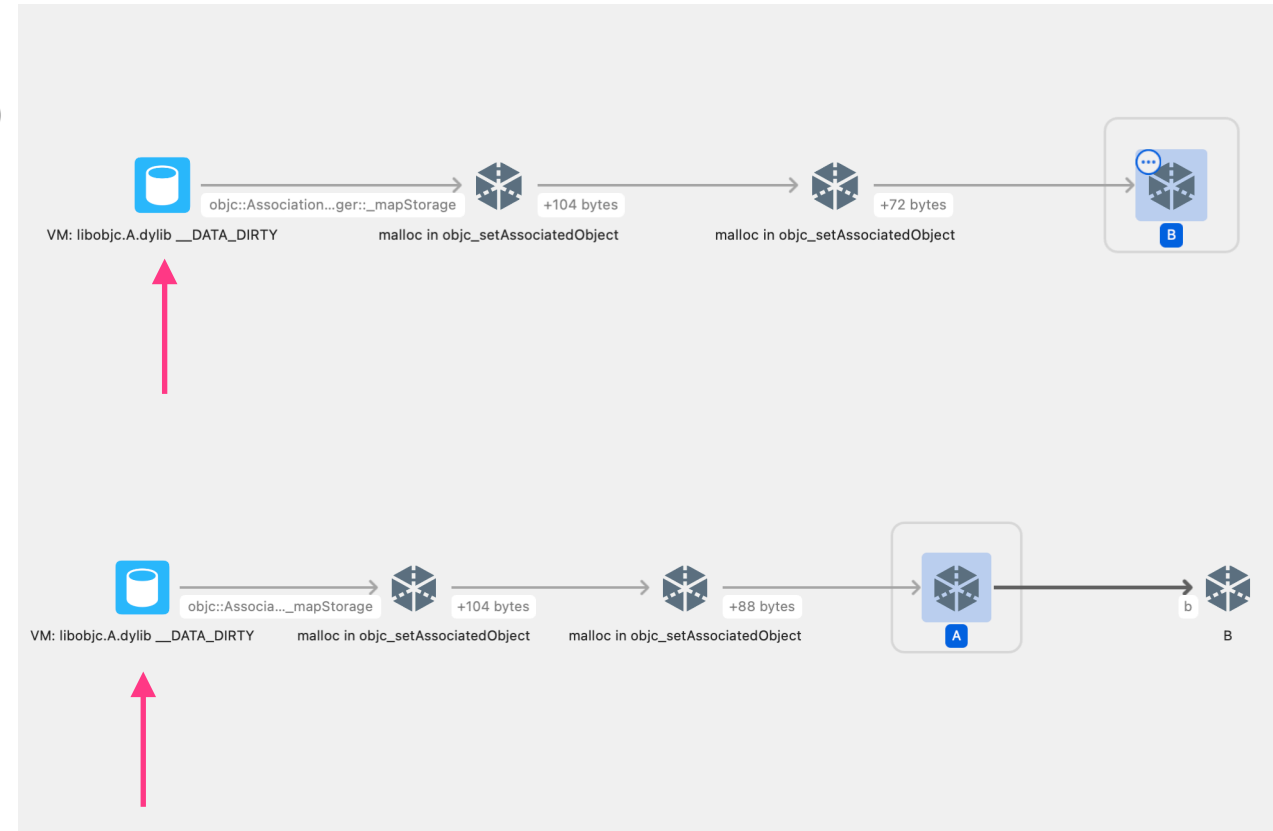 objc::Association...ger::_mapStorage
+104 bytes
+72 bytes
VM: libobjc.A.dylib __DATA_DIRTY
malloc in objc_setAssociatedObject
malloc in objc_setAssociatedObject
B
objc::Associa..._mapStorage
+104 bytes
+88 bytes
b
VM: libobjc.A.dylib __DATA_DIRTY
malloc in objc_setAssociatedObject
malloc in objc_setAssociatedObject
A
B